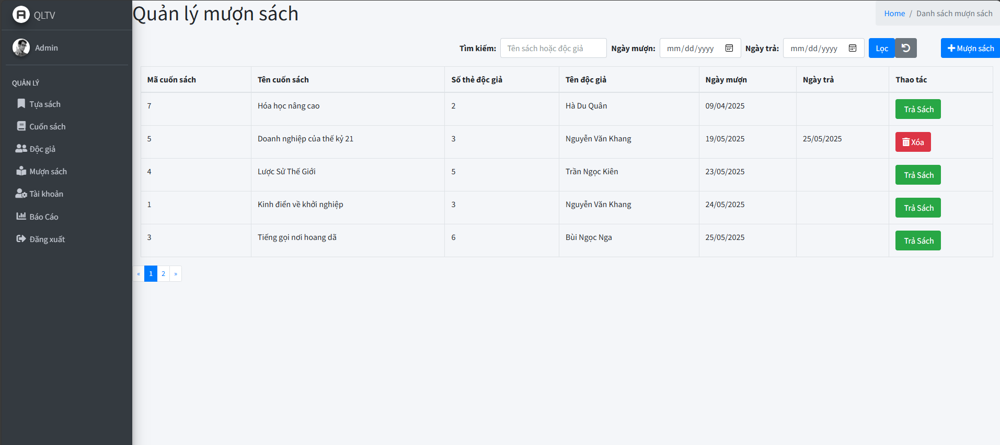 QLTV
Admin
QUẢN LÝ
Tựa sách
Cuốn sách
Độc giả
Mượn sách
Tài khoản
Báo Cáo
Đăng xuất
Quản lý mượn sách
Home / Danh sách mượn sách
Tìm kiếm: Tên sách hoặc độc giả Ngày mượn: mm/dd/yyyy Ngày trả: mm/dd/yyyy Lọc Mượn sách
Mã cuốn sách Tên cuốn sách Số thẻ độc giả Tên độc giả Ngày mượn Ngày trả Thao tác
7 Hóa học nâng cao 2 Hà Du Quân 09/04/2025 Trả Sách
5 Doanh nghiệp của thế kỷ 21 3 Nguyễn Văn Khang 19/05/2025 25/05/2025 Xóa
4 Lược Sử Thế Giới 5 Trần Ngọc Kiên 23/05/2025 Trả Sách
1 Kinh điển về khởi nghiệp 3 Nguyễn Văn Khang 24/05/2025 Trả Sách
3 Tiếng gọi nơi hoang dã 6 Bùi Ngọc Nga 25/05/2025 Trả Sách
« 1 2 »